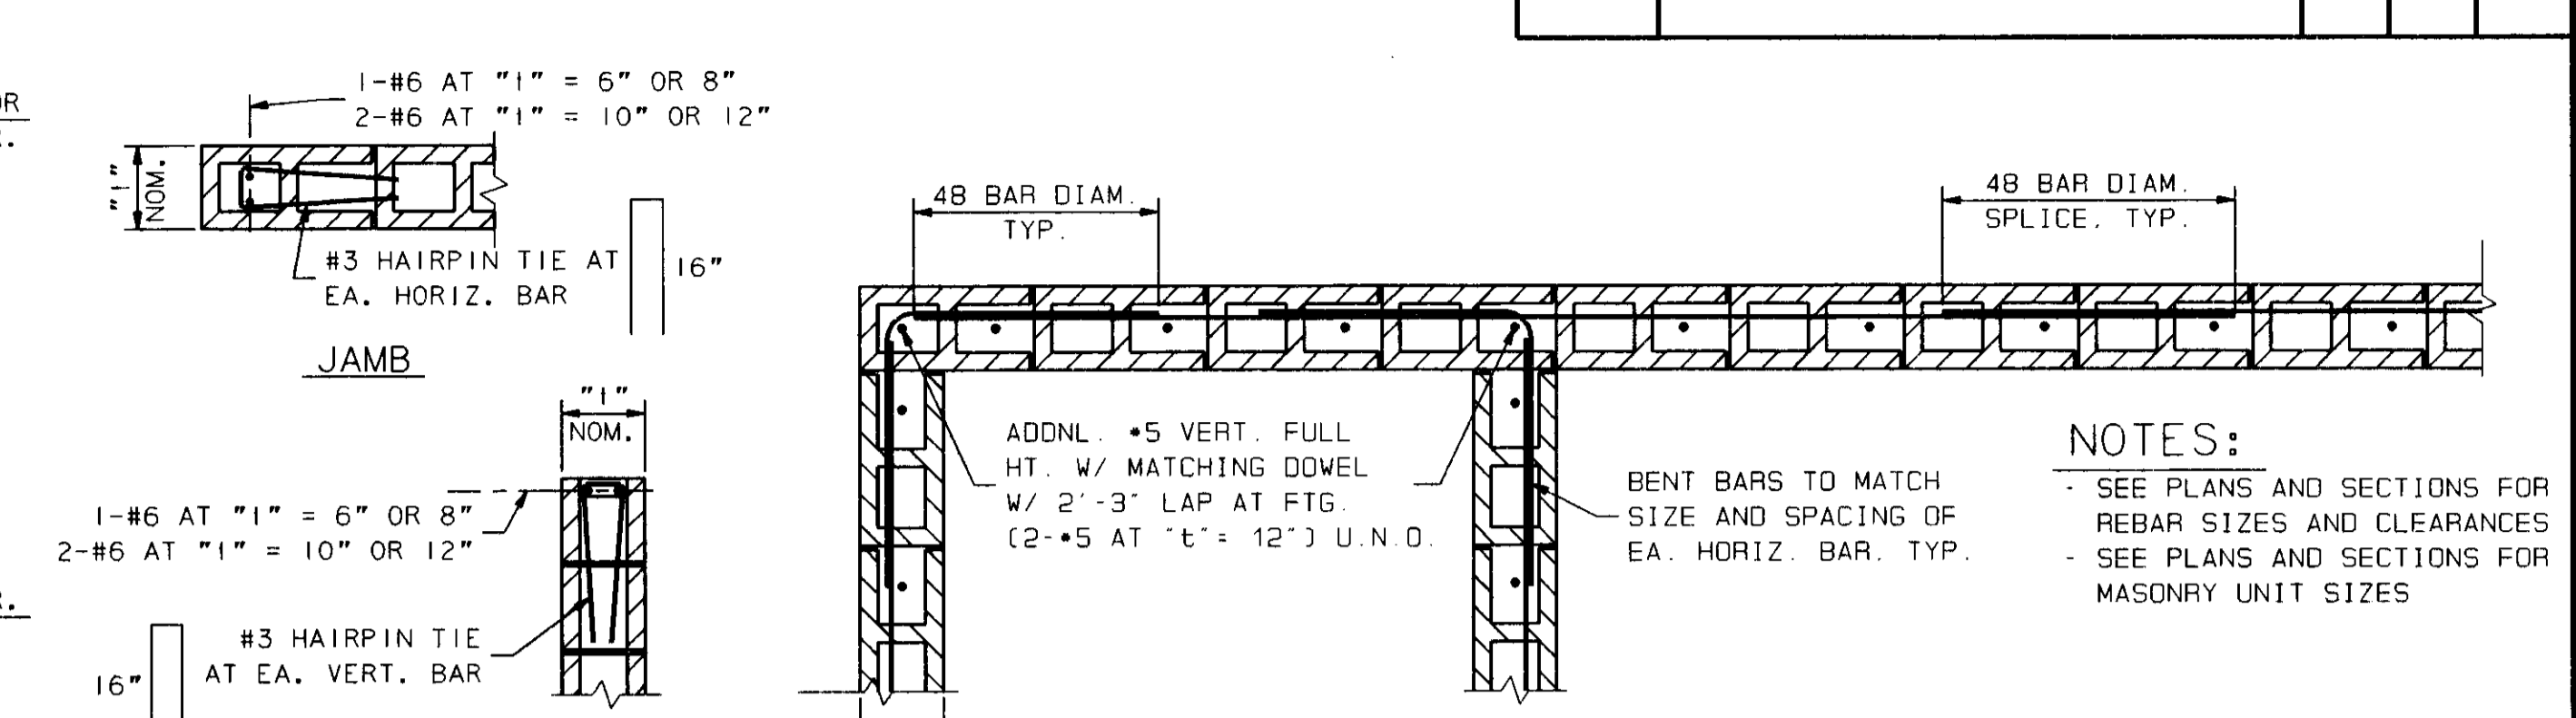 OR
1-#6 AT "t" = 6" OR 8"
2-#6 AT "t" = 10" OR 12"
"t"
NOM.
#3 HAIRPIN TIE AT
EA. HORIZ. BAR
16"
JAMB
"t"
NOM.
1-#6 AT "t" = 6" OR 8"
2-#6 AT "t" = 10" OR 12"
#3 HAIRPIN TIE
AT EA. VERT. BAR
16"
48 BAR DIAM.
TYP.
48 BAR DIAM.
SPLICE, TYP.
ADDNL. #5 VERT. FULL
HT. W/ MATCHING DOWEL
W/ 2'-3" LAP AT FTG.
(2-#5 AT "t"= 12") U.N.O.
BENT BARS TO MATCH
SIZE AND SPACING OF
EA. HORIZ. BAR, TYP.
NOTES:
- SEE PLANS AND SECTIONS FOR
REBAR SIZES AND CLEARANCES
- SEE PLANS AND SECTIONS FOR
MASONRY UNIT SIZES